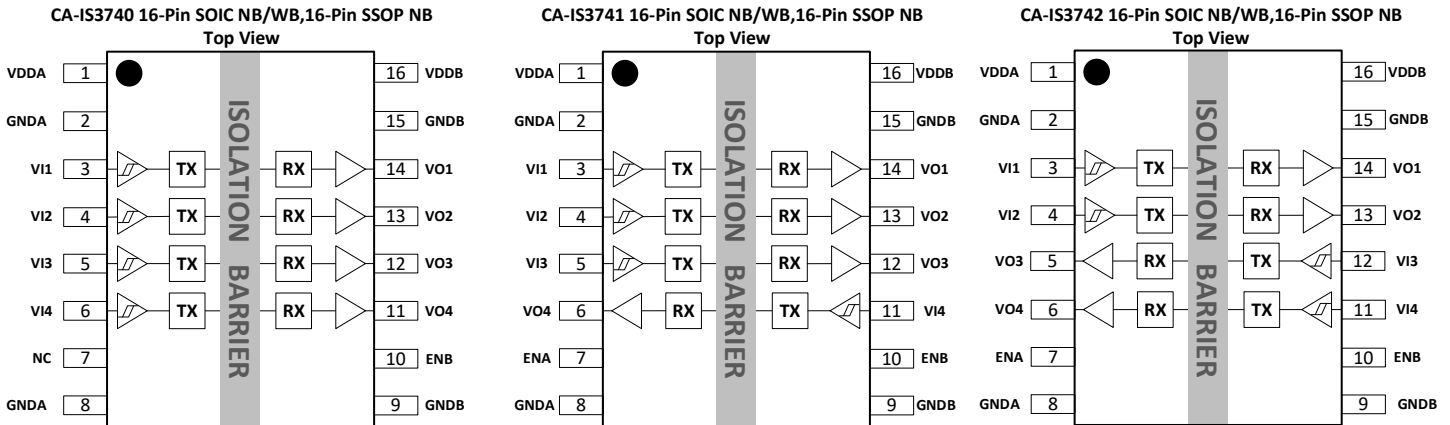 CA-IS3740 16-Pin SOIC NB/WB,16-Pin SSOP NB
Top View
VDDA 1 16 VDDB
GNDA 2 15 GNDB
VI1 3 TX RX 14 VO1
VI2 4 TX RX 13 VO2
VI3 5 TX RX 12 VO3
VI4 6 TX RX 11 VO4
NC 7 10 ENB
GNDA 8 9 GNDB
ISOLATION BARRIER
CA-IS3741 16-Pin SOIC NB/WB,16-Pin SSOP NB
Top View
VDDA 1 16 VDDB
GNDA 2 15 GNDB
VI1 3 TX RX 14 VO1
VI2 4 TX RX 13 VO2
VI3 5 TX RX 12 VO3
VO4 6 RX TX 11 VI4
ENA 7 10 ENB
GNDA 8 9 GNDB
ISOLATION BARRIER
CA-IS3742 16-Pin SOIC NB/WB,16-Pin SSOP NB
Top View
VDDA 1 16 VDDB
GNDA 2 15 GNDB
VI1 3 TX RX 14 VO1
VI2 4 TX RX 13 VO2
VO3 5 RX TX 12 VI3
VO4 6 RX TX 11 VI4
ENA 7 10 ENB
GNDA 8 9 GNDB
ISOLATION BARRIER